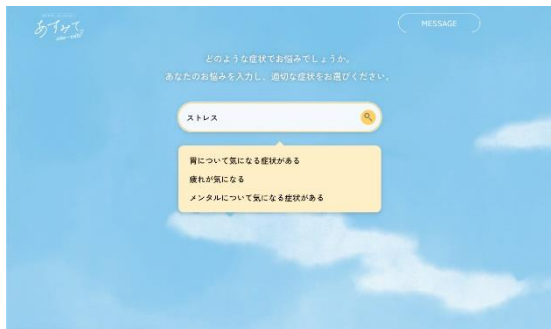 あすみて
MESSAGE
どのような症状でお悩みでしょうか。
あなたのお悩みを入力し、適切な症状をお選びください。
ストレス
胃について気になる症状がある
疲れが気になる
メンタルについて気になる症状がある